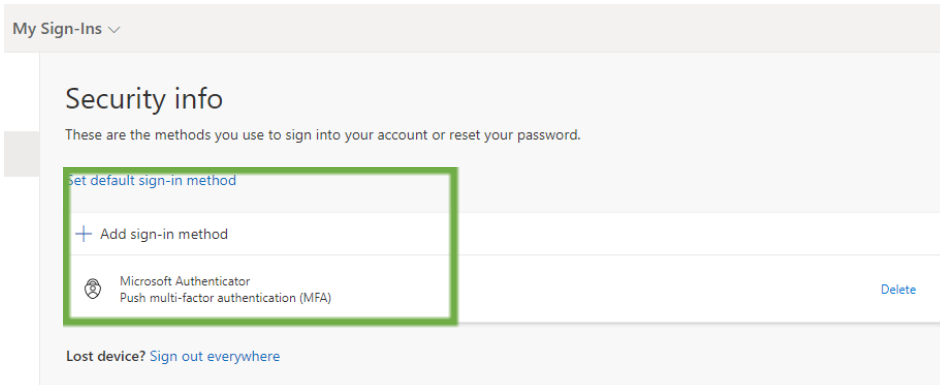 My Sign-Ins
Security info
These are the methods you use to sign into your account or reset your password.
Set default sign-in method
Add sign-in method
Microsoft Authenticator
Push multi-factor authentication (MFA)
Delete
Lost device? Sign out everywhere